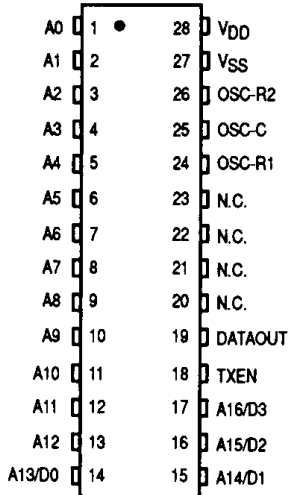 A0 1 28 VDD
A1 2 27 VSS
A2 3 26 OSC-R2
A3 4 25 OSC-C
A4 5 24 OSC-R1
A5 6 23 N.C.
A6 7 22 N.C.
A7 8 21 N.C.
A8 9 20 N.C.
A9 10 19 DATAOUT
A10 11 18 TXEN
A11 12 17 A16/D3
A12 13 16 A15/D2
A13/D0 14 15 A14/D1